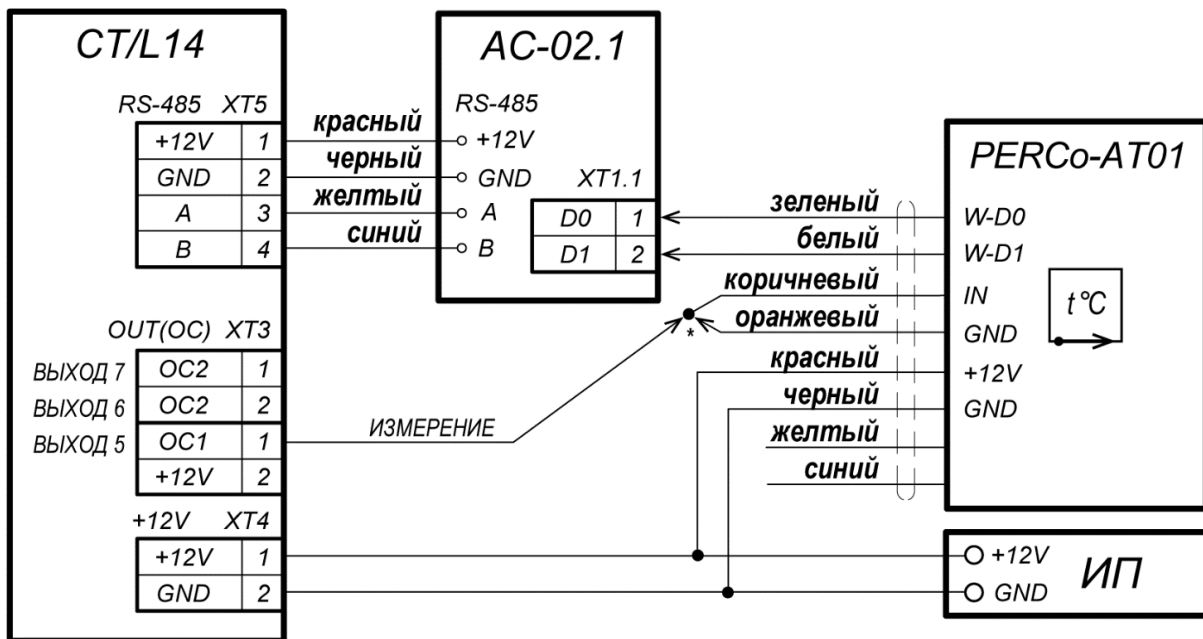 CT/L14
RS-485 XT5
+12V 1
GND 2
A 3
B 4
OUT(OC) XT3
ВЫХОД 7 OC2 1
ВЫХОД 6 OC2 2
ВЫХОД 5 OC1 1
+12V 2
+12V XT4
+12V 1
GND 2
красный
черный
желтый
синий
AC-02.1
RS-485
+12V
GND XT1.1
A D0 1
B D1 2
ИЗМЕРЕНИЕ
*
зеленый
белый
коричневый
оранжевый
красный
черный
желтый
синий
PERCo-AT01
W-D0
W-D1
IN
GND
+12V
GND
t°C
+12V
GND
ИП